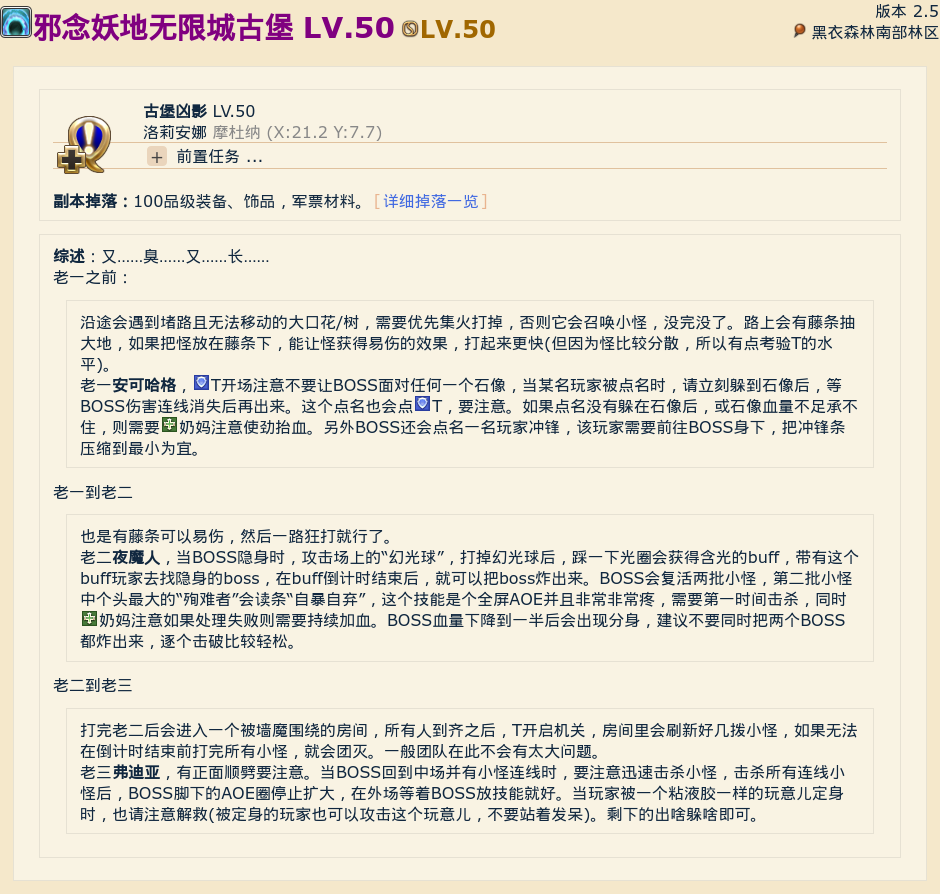 邪念妖地无限城古堡 LV.50 LV.50
版本 2.5
黑衣森林南部林区
古堡凶影 LV.50
洛莉安娜 摩杜纳 (X:21.2 Y:7.7)
+ 前置任务 ...
副本掉落：100品级装备、饰品，军票材料。[详细掉落一览]
综述：又……臭……又……长……
老一之前：
沿途会遇到堵路且无法移动的大口花/树，需要优先集火打掉，否则它会召唤小怪，没完没了。路上会有藤条抽
大地，如果把怪放在藤条下，能让怪获得易伤的效果，打起来更快(但因为怪比较分散，所以有点考验T的水
平)。
老一安可哈格，T开场注意不要让BOSS面对任何一个石像，当某名玩家被点名时，请立刻躲到石像后，等
BOSS伤害连线消失后再出来。这个点名也会点T，要注意。如果点名没有躲在石像后，或石像血量不足承不
住，则需要奶妈注意使劲抬血。另外BOSS还会点名一名玩家冲锋，该玩家需要前往BOSS身下，把冲锋条
压缩到最小为宜。
老一到老二
也是有藤条可以易伤，然后一路狂打就行了。
老二夜魔人，当BOSS隐身时，攻击场上的“幻光球”，打掉幻光球后，踩一下光圈会获得含光的buff，带有这个
buff玩家去找隐身的boss，在buff倒计时结束后，就可以把boss炸出来。BOSS会复活两批小怪，第二批小怪
中个头最大的“殉难者”会读条“自暴自弃”，这个技能是个全屏AOE并且非常非常疼，需要第一时间击杀，同时
奶妈注意如果处理失败则需要持续加血。BOSS血量下降到一半后会出现分身，建议不要同时把两个BOSS
都炸出来，逐个击破比较轻松。
老二到老三
打完老二后会进入一个被墙魔围绕的房间，所有人到齐之后，T开启机关，房间里会刷新好几拨小怪，如果无法
在倒计时结束前打完所有小怪，就会团灭。一般团队在此不会有太大问题。
老三弗迪亚，有正面顺劈要注意。当BOSS回到中场并有小怪连线时，要注意迅速击杀小怪，击杀所有连线小
怪后，BOSS脚下的AOE圈停止扩大，在外场等着BOSS放技能就好。当玩家被一个粘液胶一样的玩意儿定身
时，也请注意解救(被定身的玩家也可以攻击这个玩意儿，不要站着发呆)。剩下的出啥躲啥即可。